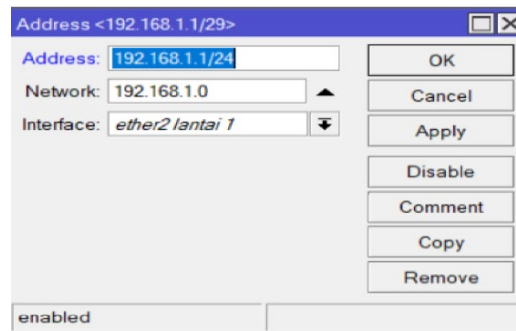 Address <192.168.1.1/29>
Address: 192.168.1.1/24
Network: 192.168.1.0
Interface: ether2 lantai 1
OK
Cancel
Apply
Disable
Comment
Copy
Remove
enabled